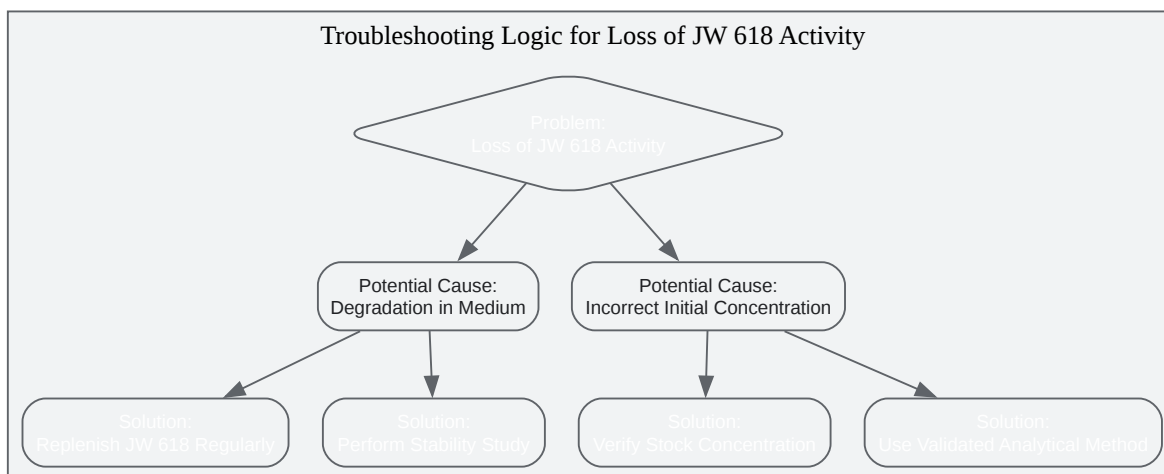 Troubleshooting Logic for Loss of JW 618 Activity
Problem:
Loss of JW 618 Activity
Potential Cause:
Degradation in Medium
Potential Cause:
Incorrect Initial Concentration
Solution:
Replenish JW 618 Regularly
Solution:
Perform Stability Study
Solution:
Verify Stock Concentration
Solution:
Use Validated Analytical Method